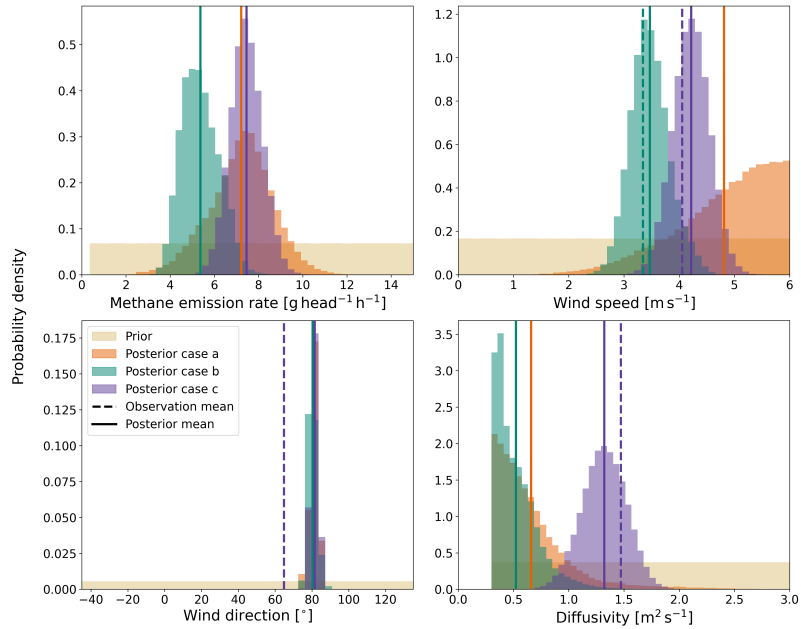 Probability density
0.0
0.1
0.2
0.3
0.4
0.5
0 2 4 6 8 10 12 14
Methane emission rate [g head⁻¹ h⁻¹]
0.0
0.2
0.4
0.6
0.8
1.0
1.2
0 1 2 3 4 5 6
Wind speed [m s⁻¹]
0.000
0.025
0.050
0.075
0.100
0.125
0.150
0.175
Prior
Posterior case a
Posterior case b
Posterior case c
Observation mean
Posterior mean
−40 −20 0 20 40 60 80 100 120
Wind direction [°]
0.0
0.5
1.0
1.5
2.0
2.5
3.0
3.5
0.0 0.5 1.0 1.5 2.0 2.5 3.0
Diffusivity [m² s⁻¹]